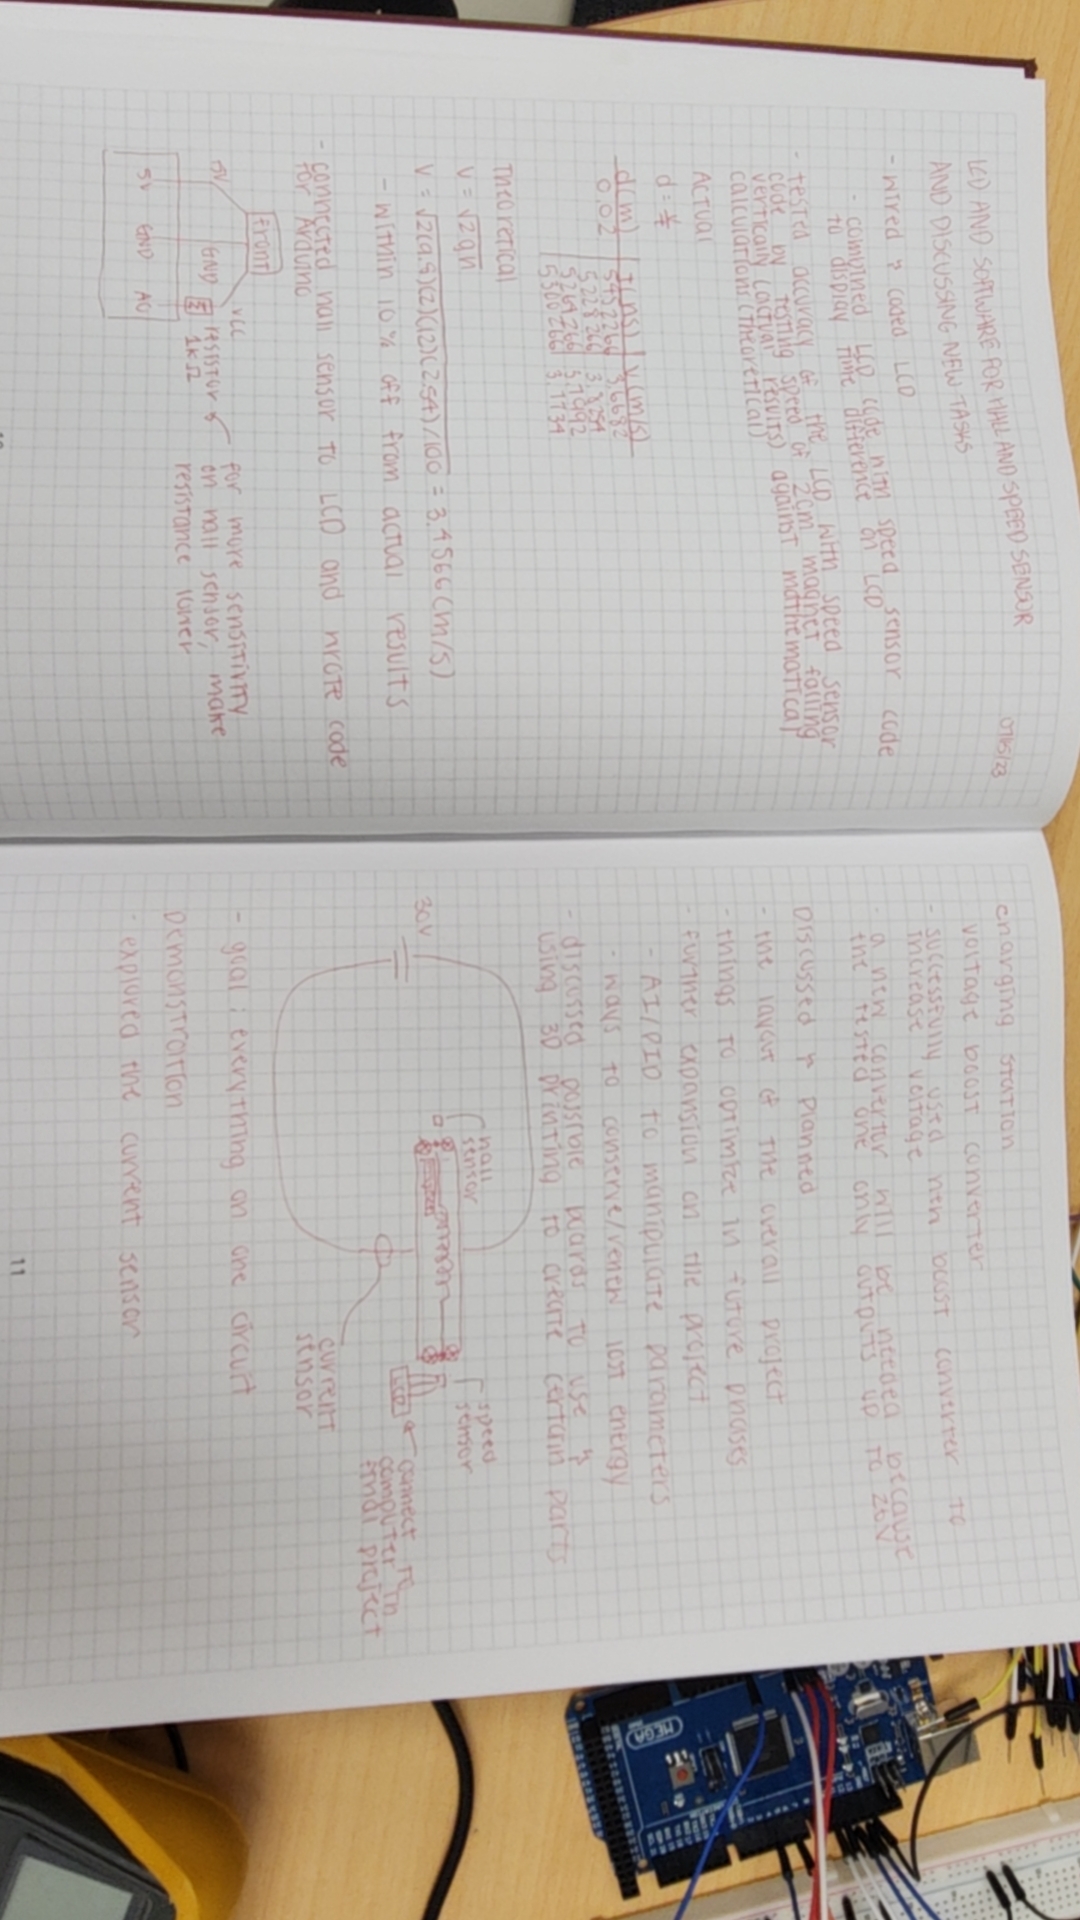 LCD AND SOFTWARE FOR HALL AND SPEED SENSOR
07/15/23
AND DISCUSSING NEW TASKS
- wired & coded LCD
- combined LCD code with speed sensor code
to display time difference on LCD
- tested accuracy of the LCD with speed sensor
code by testing speed of 2cm magnet falling
vertically (actual results) against mathematical
calculations (theoretical)
Actual
d = v/t
d(m) | t(ns) | v(m/s)
0.02 | 5452266 | 3.6682
5228266 | 3.8254
5264266 | 3.7992
5300266 | 3.7734
Theoretical
v = √2gh
v = √2(9.8)(2)(12)(2.54)/100 = 3.4566 (m/s)
- within 10% off from actual results
- connected hall sensor to LCD and wrote code
for Arduino
front
5V
GND
VCC
resistor
1kΩ
for more sensitivity
on hall sensor, make
resistance lower
5V GND A0
charging station
voltage boost converter
- successfully used new boost converter to
increase voltage
- a new convertor will be needed because
the tested one only outputs up to 26V
Discussed & Planned
- the layout of the overall project
- things to optimize in future phases
- further expansion on the project
- AI/PID to manipulate parameters
- ways to conserve/renew lost energy
- discussed possible boards to use &
using 3D printing to create certain parts
hall
sensor
speed
sensor
30V
LCD
connect to
computer in
final project
current
sensor
- goal: everything on one circuit
Demonstration
- explored the current sensor
11
MEGA